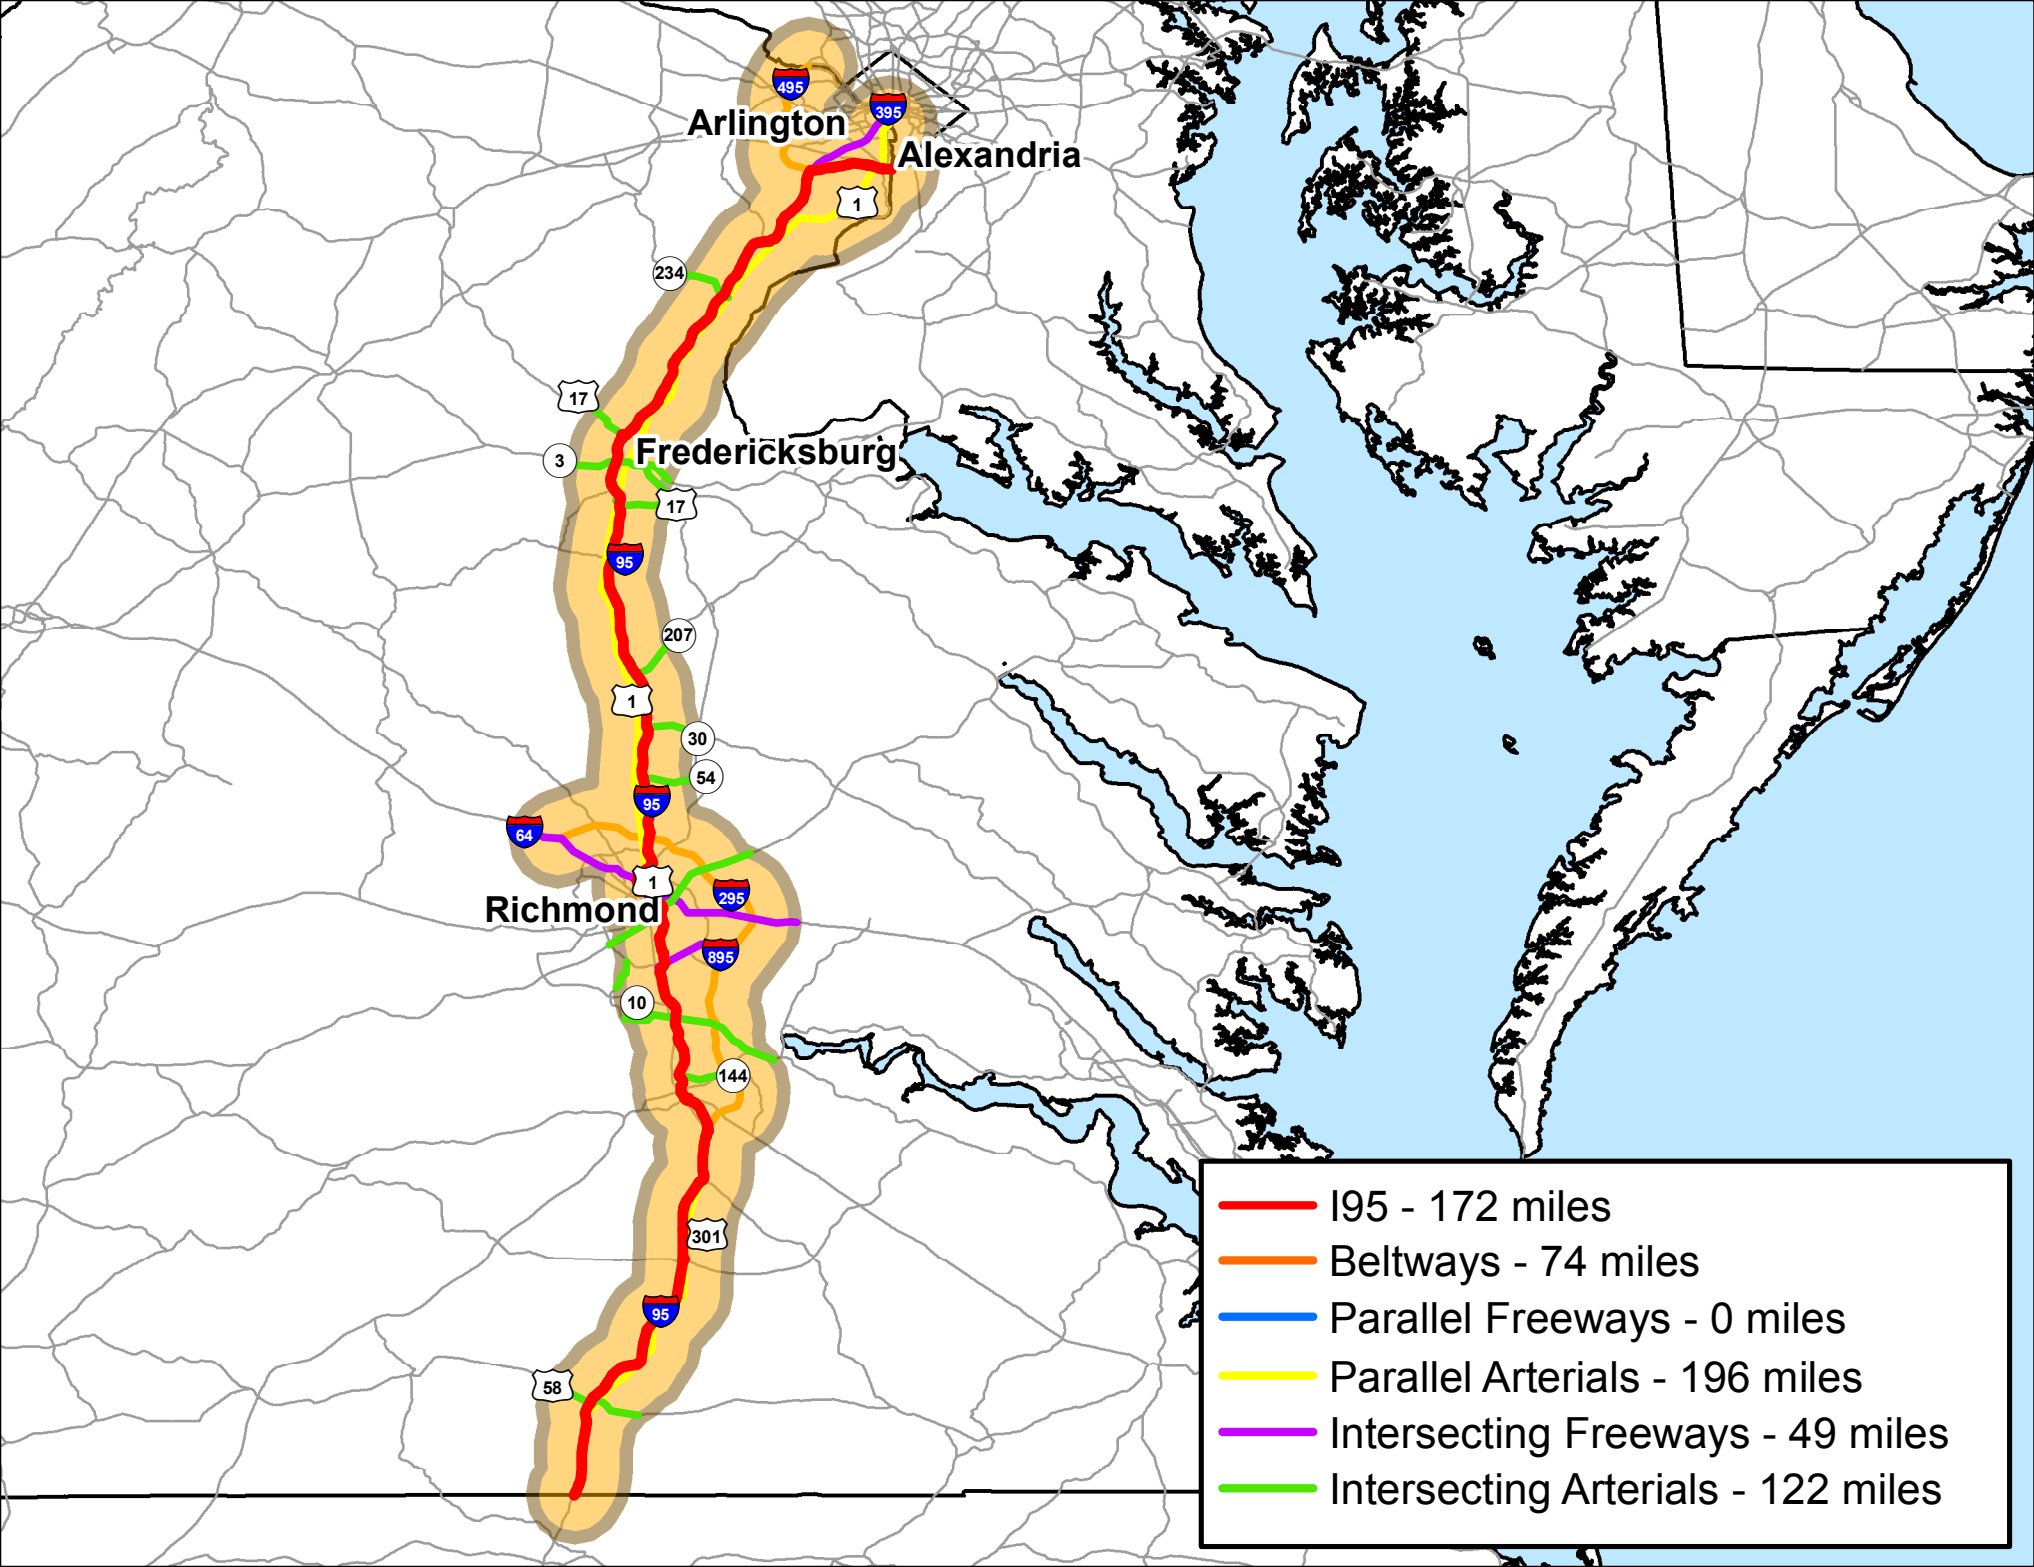 495
395
Arlington
Alexandria
1
234
17
3
Fredericksburg
17
95
207
1
30
54
95
64
1
295
Richmond
895
10
144
301
95
58
I95 - 172 miles
Beltways - 74 miles
Parallel Freeways - 0 miles
Parallel Arterials - 196 miles
Intersecting Freeways - 49 miles
Intersecting Arterials - 122 miles